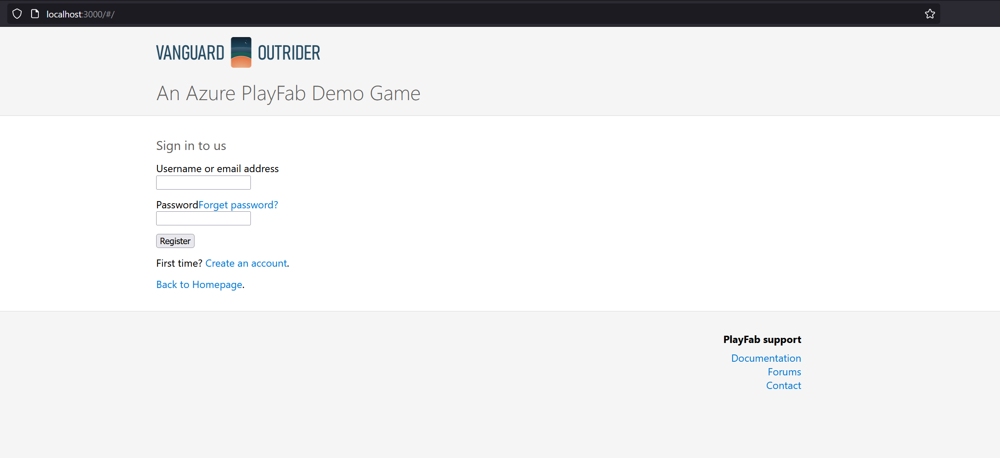 localhost:3000/#/
VANGUARD OUTRIDER
An Azure PlayFab Demo Game
Sign in to us
Username or email address
PasswordForget password?
Register
First time? Create an account.
Back to Homepage.
PlayFab support
Documentation
Forums
Contact